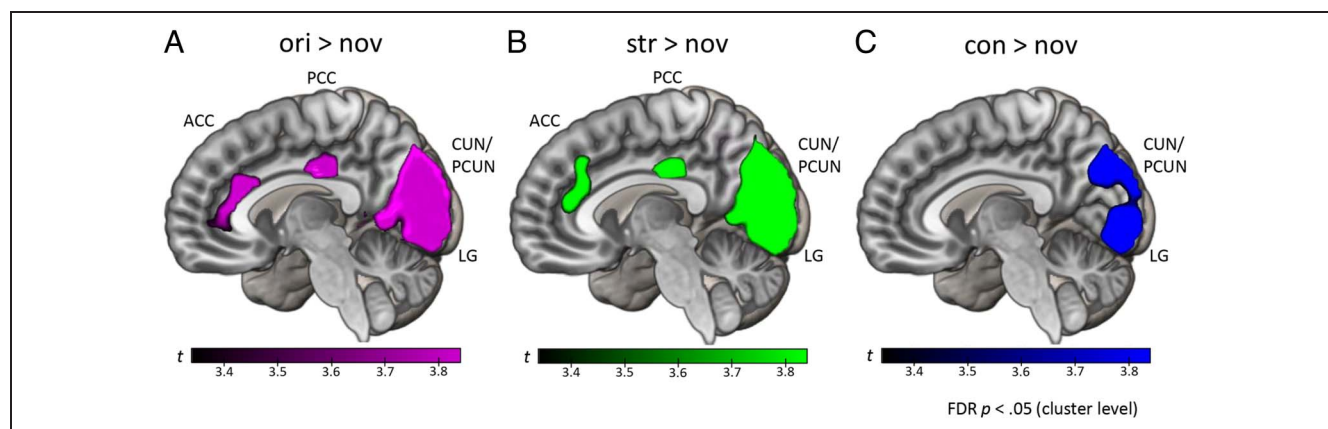 A ori > nov
PCC
ACC
CUN/
PCUN
LG
t
3.4 3.5 3.6 3.7 3.8
B str > nov
PCC
ACC
CUN/
PCUN
LG
t
3.4 3.5 3.6 3.7 3.8
C con > nov
CUN/
PCUN
LG
t
3.4 3.5 3.6 3.7 3.8
FDR p < .05 (cluster level)